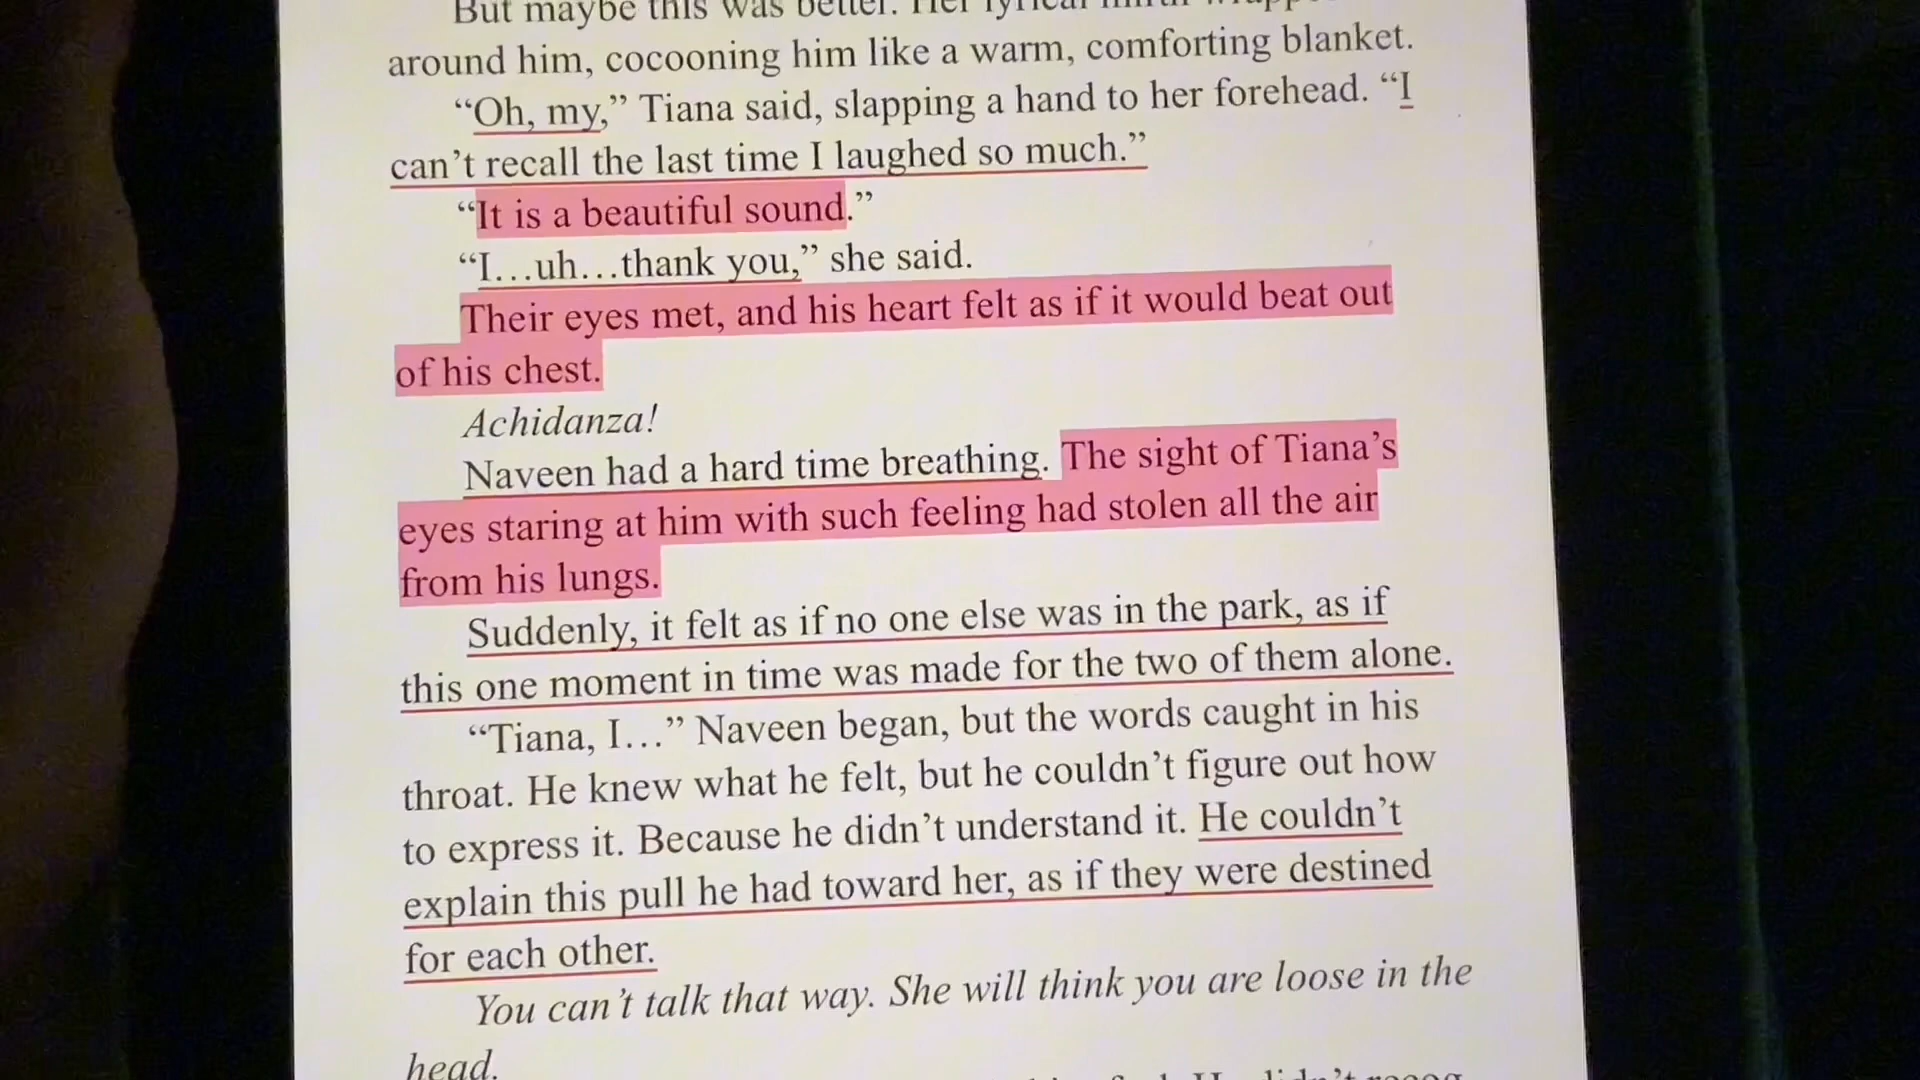 But maybe this was better. Her lyrical mirth
around him, cocooning him like a warm, comforting blanket.
“Oh, my,” Tiana said, slapping a hand to her forehead. “I
can’t recall the last time I laughed so much.”
“It is a beautiful sound.”
“I…uh…thank you,” she said.
Their eyes met, and his heart felt as if it would beat out
of his chest.
Achidanza!
Naveen had a hard time breathing. The sight of Tiana’s
eyes staring at him with such feeling had stolen all the air
from his lungs.
Suddenly, it felt as if no one else was in the park, as if
this one moment in time was made for the two of them alone.
“Tiana, I…” Naveen began, but the words caught in his
throat. He knew what he felt, but he couldn’t figure out how
to express it. Because he didn’t understand it. He couldn’t
explain this pull he had toward her, as if they were destined
for each other.
You can’t talk that way. She will think you are loose in the
head.